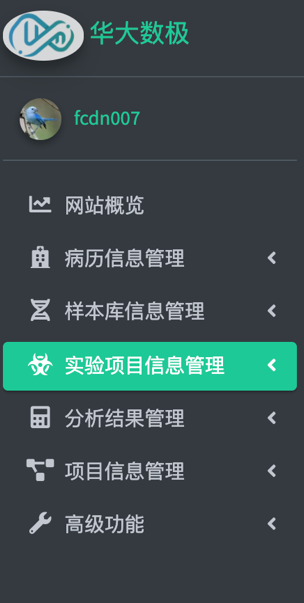 华大数极
fcdn007
网站概览
病历信息管理
样本库信息管理
实验项目信息管理
分析结果管理
项目信息管理
高级功能